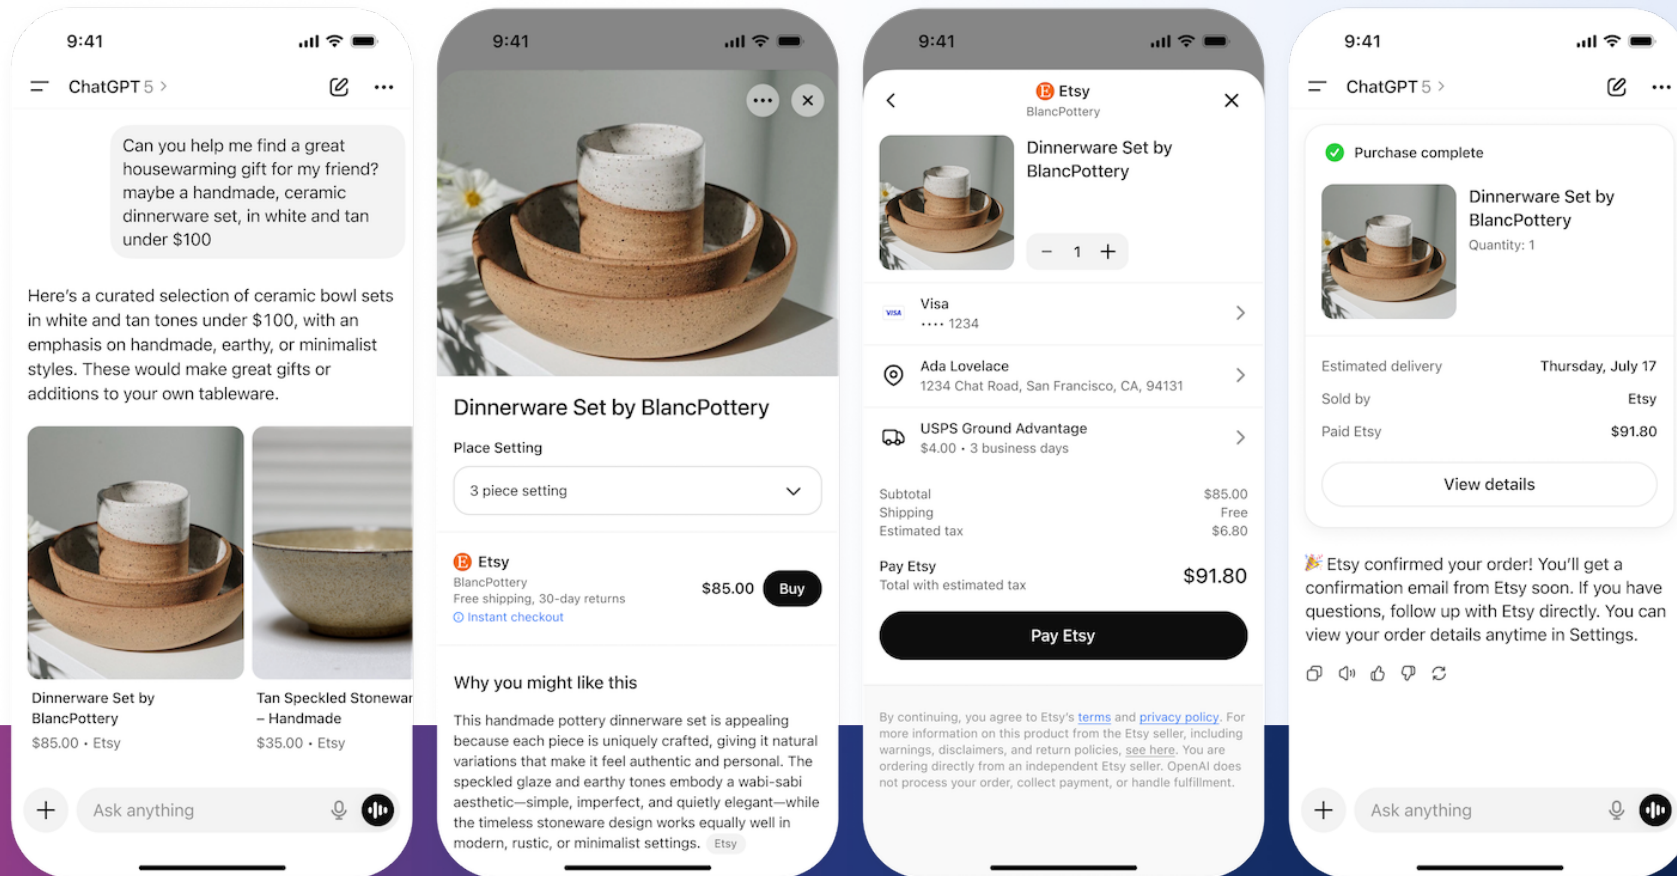 9:41
ChatGPT 5 >
Can you help me find a great
housewarming gift for my friend?
maybe a handmade, ceramic
dinnerware set, in white and tan
under $100
Here's a curated selection of ceramic bowl sets
in white and tan tones under $100, with an
emphasis on handmade, earthy, or minimalist
styles. These would make great gifts or
additions to your own tableware.
Dinnerware Set by
BlancPottery
$85.00 • Etsy
Tan Speckled Stonewar
– Handmade
$35.00 • Etsy
Ask anything
9:41
Dinnerware Set by BlancPottery
Place Setting
3 piece setting
E Etsy
BlancPottery
Free shipping, 30-day returns
Instant checkout
$85.00
Buy
Why you might like this
This handmade pottery dinnerware set is appealing
because each piece is uniquely crafted, giving it natural
variations that make it feel authentic and personal. The
speckled glaze and earthy tones embody a wabi-sabi
aesthetic—simple, imperfect, and quietly elegant—while
the timeless stoneware design works equally well in
modern, rustic, or minimalist settings. Etsy
9:41
E Etsy
BlancPottery
Dinnerware Set by
BlancPottery
− 1 +
VISA
Visa
•••• 1234
Ada Lovelace
1234 Chat Road, San Francisco, CA, 94131
USPS Ground Advantage
$4.00 • 3 business days
Subtotal $85.00
Shipping Free
Estimated tax $6.80
Pay Etsy
Total with estimated tax
$91.80
Pay Etsy
By continuing, you agree to Etsy's terms and privacy policy. For
more information on this product from the Etsy seller, including
warnings, disclaimers, and return policies, see here. You are
ordering directly from an independent Etsy seller. OpenAI does
not process your order, collect payment, or handle fulfillment.
9:41
ChatGPT 5 >
Purchase complete
Dinnerware Set by
BlancPottery
Quantity: 1
Estimated delivery Thursday, July 17
Sold by Etsy
Paid Etsy $91.80
View details
🎉 Etsy confirmed your order! You'll get a
confirmation email from Etsy soon. If you have
questions, follow up with Etsy directly. You can
view your order details anytime in Settings.
Ask anything